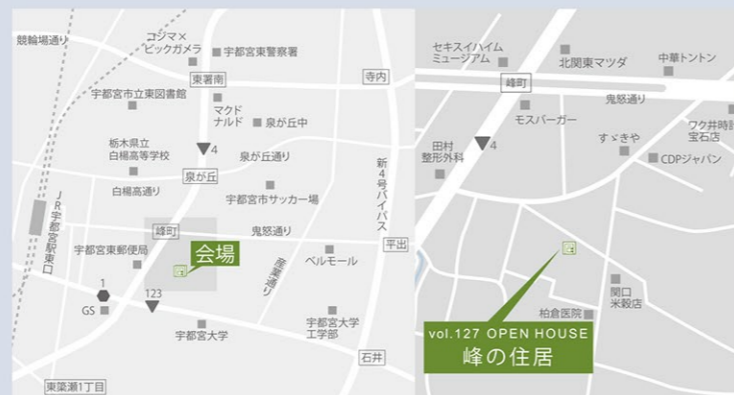 競輪場通り
コジマ×
ビックカメラ
宇都宮東警察署
東署南
寺内
宇都宮市立東図書館
マクド
ナルド
泉が丘中
栃木県立
白楊高等学校
4
泉が丘通り
白楊高通り
泉が丘
新4号バイパス
宇都宮市サッカー場
JR宇都宮駅東口
峰町
鬼怒通り
平出
宇都宮東郵便局
会場
ベルモール
産業通り
1
123
GS
宇都宮大学
宇都宮大学
工学部
石井
東簗瀬1丁目
セキスイハイム
ミュージアム
北関東マツダ
中華トントン
峰町
鬼怒通り
モスバーガー
ワク井時計
宝石店
田村
整形外科
4
すゞきや
CDPジャパン
関口
米穀店
柏倉医院
vol.127 OPEN HOUSE
峰の住居